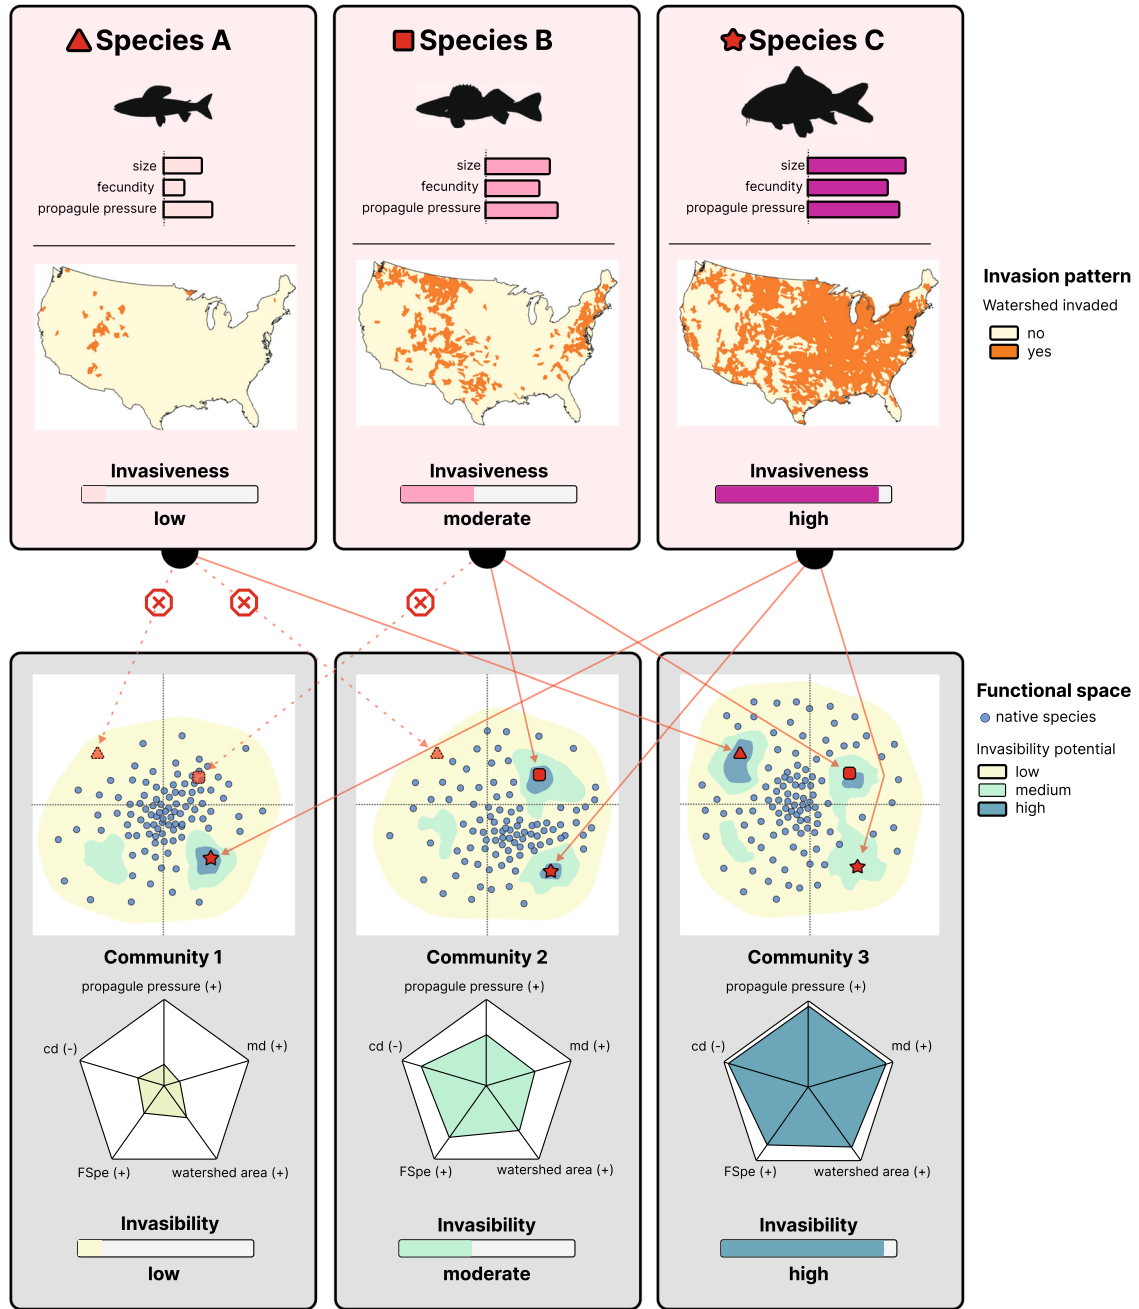 Species A
size
fecundity
propagule pressure
Invasiveness
low
Species B
size
fecundity
propagule pressure
Invasiveness
moderate
Species C
size
fecundity
propagule pressure
Invasiveness
high
Invasion pattern
Watershed invaded
no
yes
Functional space
native species
Invasibility potential
low
medium
high
Community 1
propagule pressure (+)
cd (-)
md (+)
FSpe (+)
watershed area (+)
Invasibility
low
Community 2
propagule pressure (+)
cd (-)
md (+)
FSpe (+)
watershed area (+)
Invasibility
moderate
Community 3
propagule pressure (+)
cd (-)
md (+)
FSpe (+)
watershed area (+)
Invasibility
high